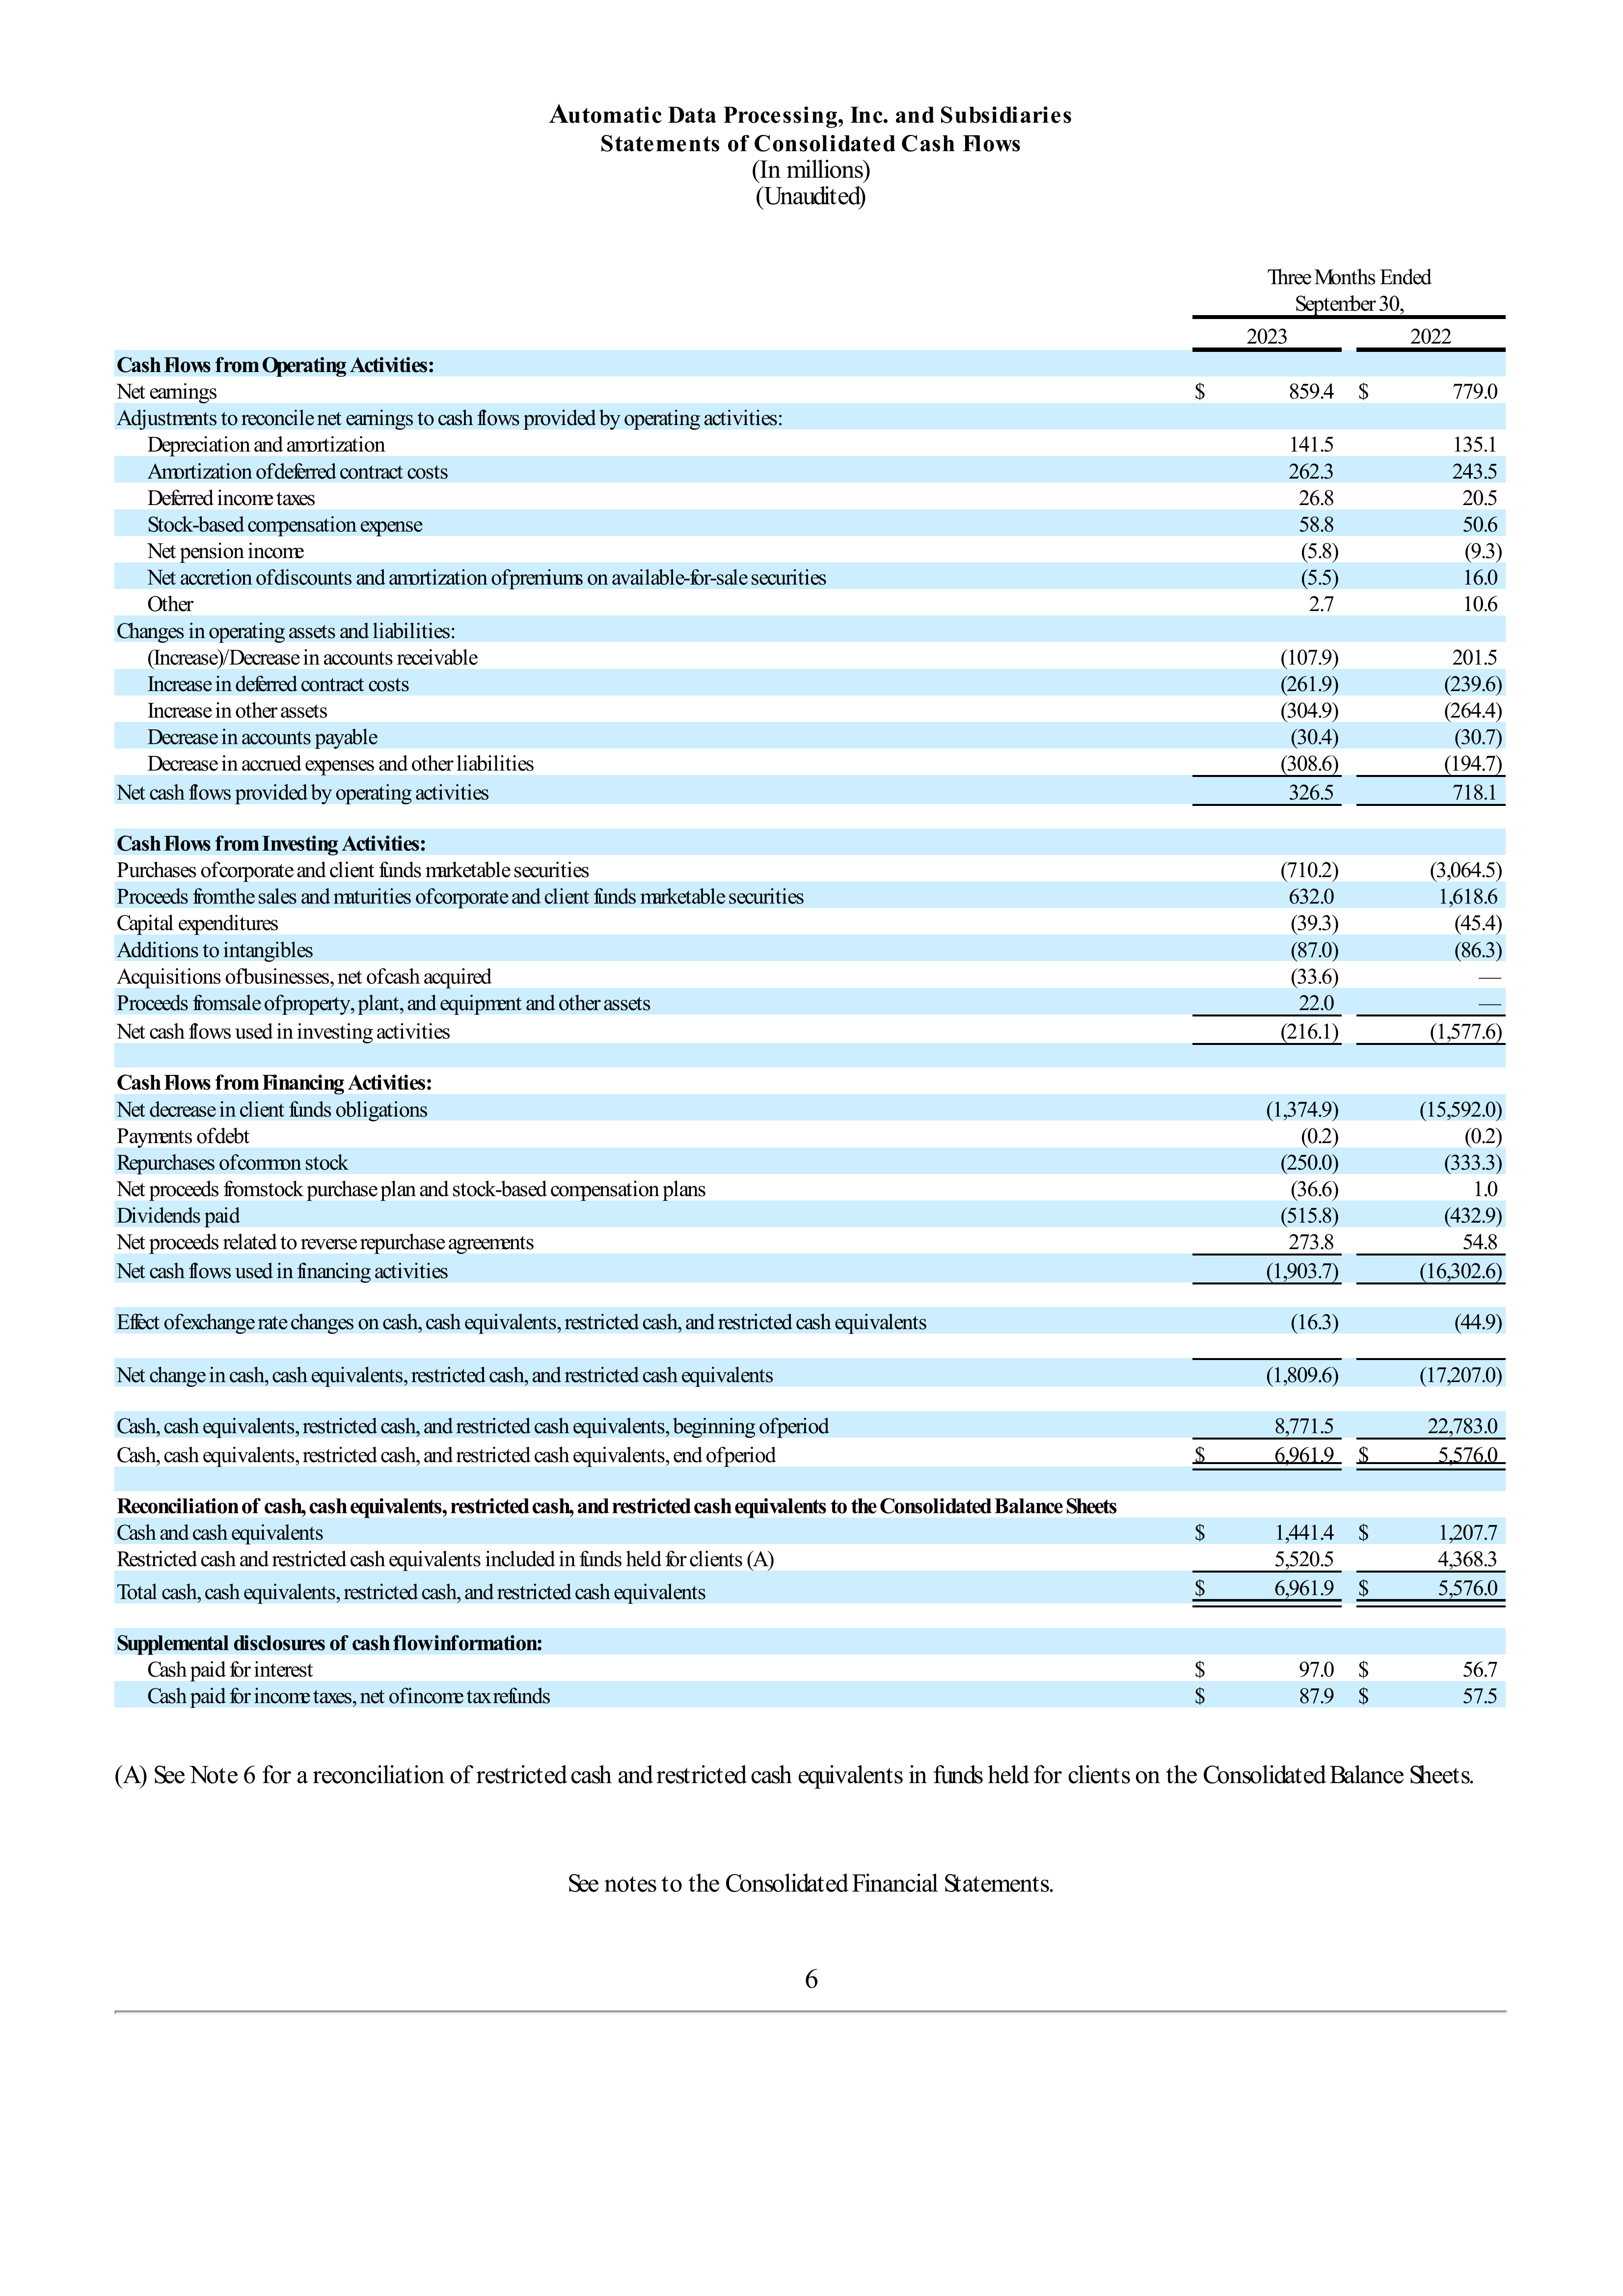 Automatic Data Processing, Inc. and Subsidiaries
Statements of Consolidated Cash Flows
(In millions)
(Unaudited)
Three Months Ended
September 30,
2023 2022
Cash Flows from Operating Activities:
Net earnings $ 859.4 $ 779.0
Adjustments to reconcile net earnings to cash flows provided by operating activities:
Depreciation and amortization 141.5 135.1
Amortization of deferred contract costs 262.3 243.5
Deferred income taxes 26.8 20.5
Stock-based compensation expense 58.8 50.6
Net pension income (5.8) (9.3)
Net accretion of discounts and amortization of premiums on available-for-sale securities (5.5) 16.0
Other 2.7 10.6
Changes in operating assets and liabilities:
(Increase)/Decrease in accounts receivable (107.9) 201.5
Increase in deferred contract costs (261.9) (239.6)
Increase in other assets (304.9) (264.4)
Decrease in accounts payable (30.4) (30.7)
Decrease in accrued expenses and other liabilities (308.6) (194.7)
Net cash flows provided by operating activities 326.5 718.1
Cash Flows from Investing Activities:
Purchases of corporate and client funds marketable securities (710.2) (3,064.5)
Proceeds from the sales and maturities of corporate and client funds marketable securities 632.0 1,618.6
Capital expenditures (39.3) (45.4)
Additions to intangibles (87.0) (86.3)
Acquisitions of businesses, net of cash acquired (33.6) —
Proceeds from sale of property, plant, and equipment and other assets 22.0 —
Net cash flows used in investing activities (216.1) (1,577.6)
Cash Flows from Financing Activities:
Net decrease in client funds obligations (1,374.9) (15,592.0)
Payments of debt (0.2) (0.2)
Repurchases of common stock (250.0) (333.3)
Net proceeds from stock purchase plan and stock-based compensation plans (36.6) 1.0
Dividends paid (515.8) (432.9)
Net proceeds related to reverse repurchase agreements 273.8 54.8
Net cash flows used in financing activities (1,903.7) (16,302.6)
Effect of exchange rate changes on cash, cash equivalents, restricted cash, and restricted cash equivalents (16.3) (44.9)
Net change in cash, cash equivalents, restricted cash, and restricted cash equivalents (1,809.6) (17,207.0)
Cash, cash equivalents, restricted cash, and restricted cash equivalents, beginning of period 8,771.5 22,783.0
Cash, cash equivalents, restricted cash, and restricted cash equivalents, end of period $ 6,961.9 $ 5,576.0
Reconciliation of cash, cash equivalents, restricted cash, and restricted cash equivalents to the Consolidated Balance Sheets
Cash and cash equivalents $ 1,441.4 $ 1,207.7
Restricted cash and restricted cash equivalents included in funds held for clients (A) 5,520.5 4,368.3
Total cash, cash equivalents, restricted cash, and restricted cash equivalents $ 6,961.9 $ 5,576.0
Supplemental disclosures of cash flow information:
Cash paid for interest $ 97.0 $ 56.7
Cash paid for income taxes, net of income tax refunds $ 87.9 $ 57.5
(A) See Note 6 for a reconciliation of restricted cash and restricted cash equivalents in funds held for clients on the Consolidated Balance Sheets.
See notes to the Consolidated Financial Statements.
6